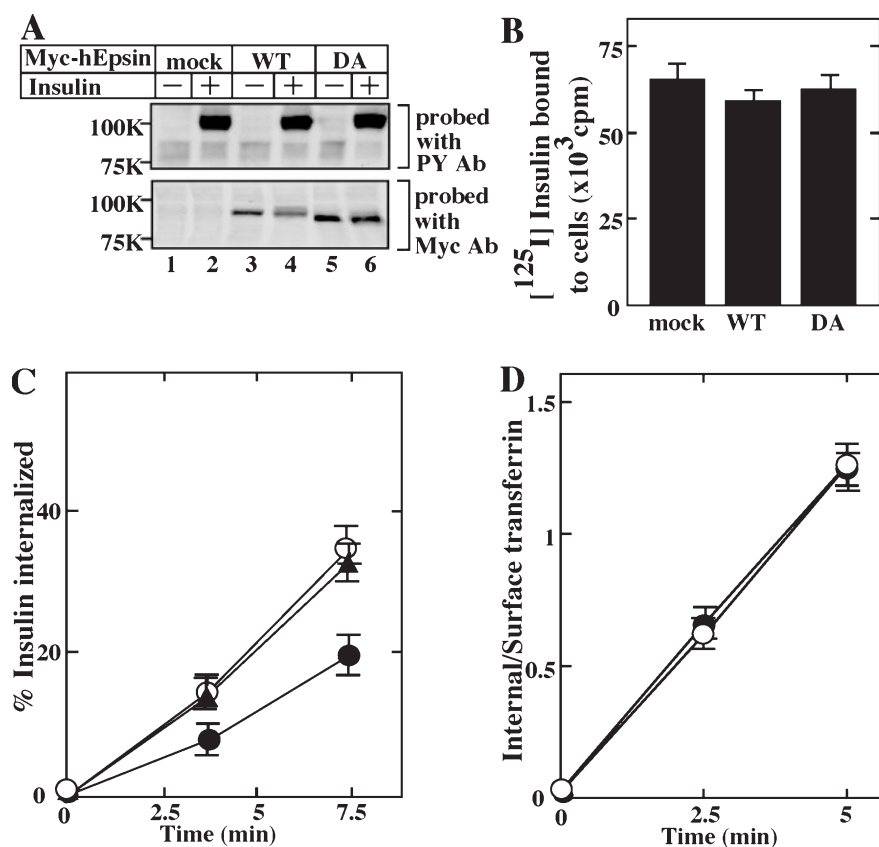 A
Myc-hEpsin mock WT DA
Insulin − + − + − +
100K
75K
probed
with
PY Ab
100K
75K
probed
with
Myc Ab
1 2 3 4 5 6
B
[125I] Insulin bound
to cells (x10³ cpm)
75
50
25
0
mock WT DA
C
% Insulin internalized
40
20
0
0 2.5 5 7.5
Time (min)
D
Internal/Surface transferrin
1.5
1
0.5
0
0 2.5 5
Time (min)